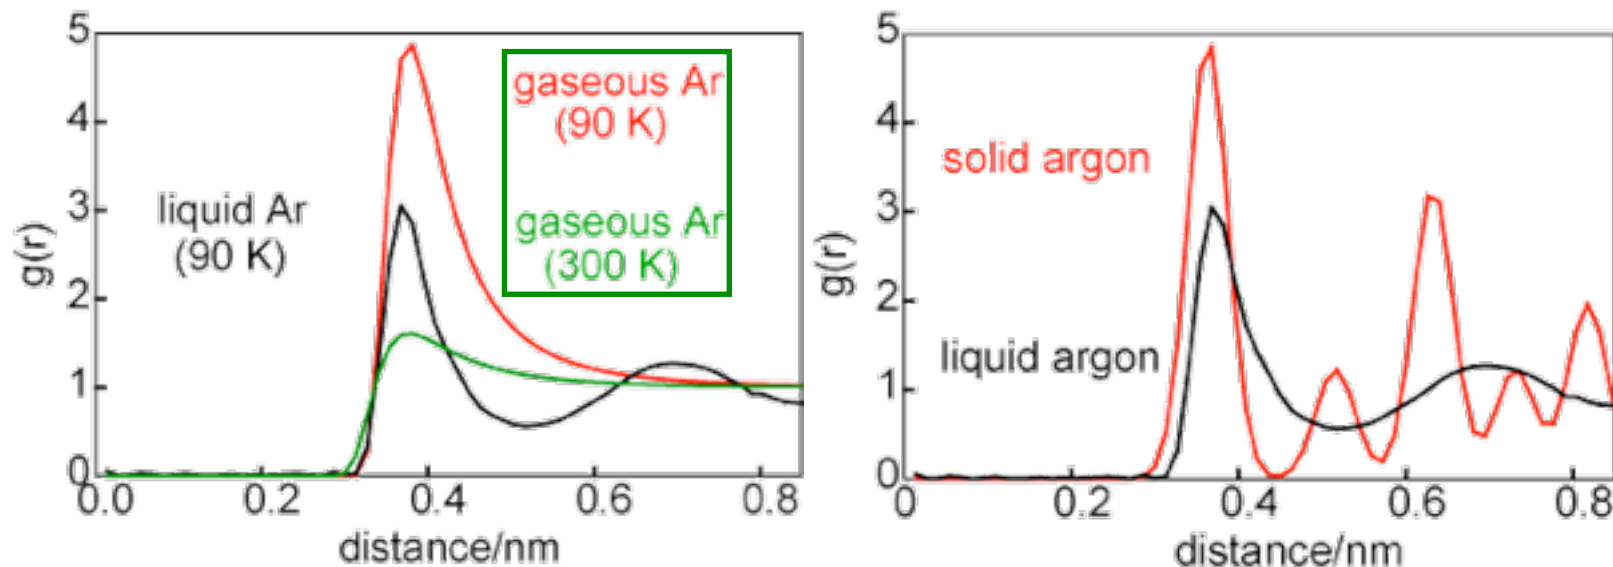 5
4
3
2
1
0
g(r)
liquid Ar
(90 K)
gaseous Ar
(90 K)
gaseous Ar
(300 K)
0.0
0.2
0.4
0.6
0.8
distance/nm
5
4
3
2
1
0
g(r)
solid argon
liquid argon
0
0.2
0.4
0.6
0.8
distance/nm